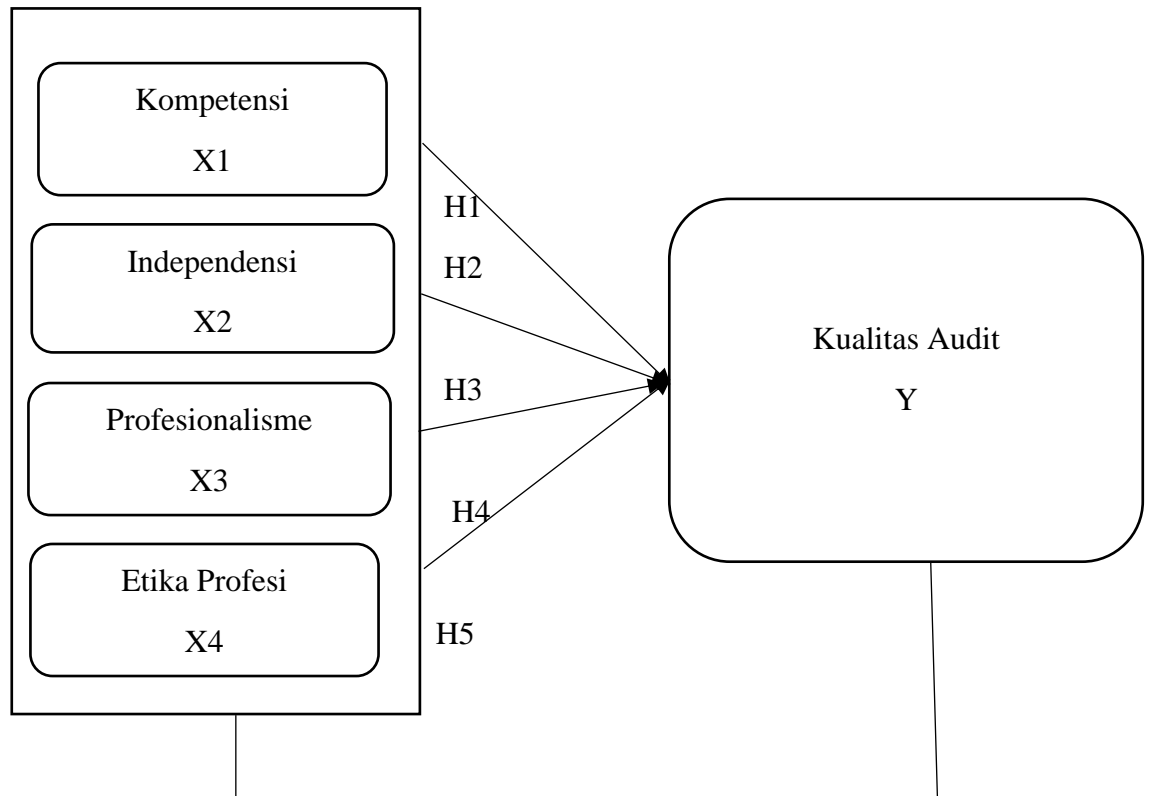 Kompetensi
X1
Independensi
X2
Profesionalisme
X3
Etika Profesi
X4
H1
H2
H3
H4
H5
Kualitas Audit
Y